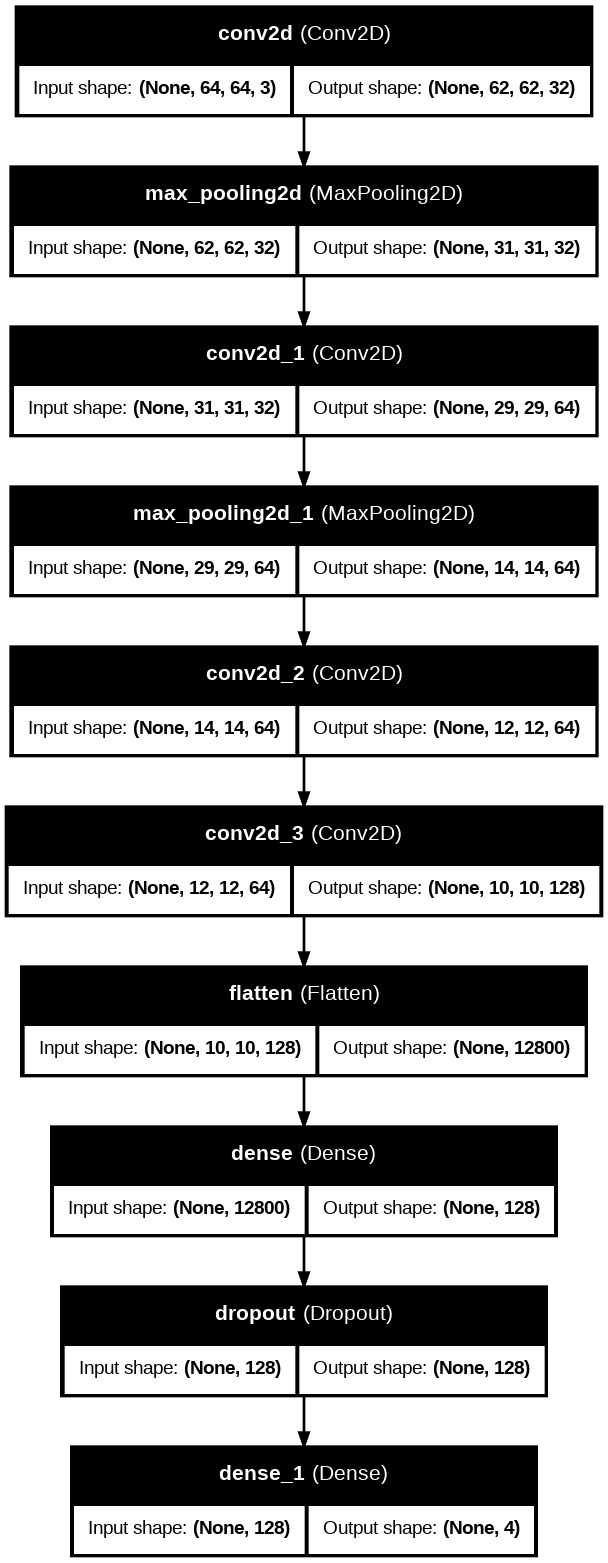 conv2d (Conv2D)
Input shape: (None, 64, 64, 3) Output shape: (None, 62, 62, 32)
max_pooling2d (MaxPooling2D)
Input shape: (None, 62, 62, 32) Output shape: (None, 31, 31, 32)
conv2d_1 (Conv2D)
Input shape: (None, 31, 31, 32) Output shape: (None, 29, 29, 64)
max_pooling2d_1 (MaxPooling2D)
Input shape: (None, 29, 29, 64) Output shape: (None, 14, 14, 64)
conv2d_2 (Conv2D)
Input shape: (None, 14, 14, 64) Output shape: (None, 12, 12, 64)
conv2d_3 (Conv2D)
Input shape: (None, 12, 12, 64) Output shape: (None, 10, 10, 128)
flatten (Flatten)
Input shape: (None, 10, 10, 128) Output shape: (None, 12800)
dense (Dense)
Input shape: (None, 12800) Output shape: (None, 128)
dropout (Dropout)
Input shape: (None, 128) Output shape: (None, 128)
dense_1 (Dense)
Input shape: (None, 128) Output shape: (None, 4)